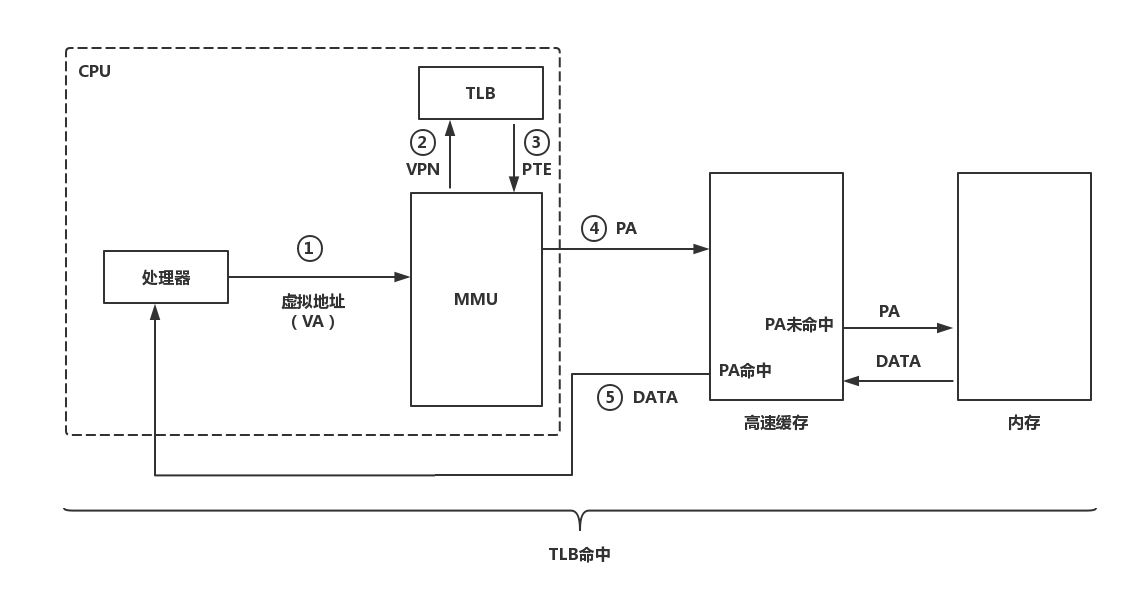 CPU
TLB
②
③
VPN
PTE
④ PA
①
处理器
虚拟地址
（VA）
MMU
PA未命中
PA
PA命中
DATA
⑤ DATA
高速缓存
内存
TLB命中